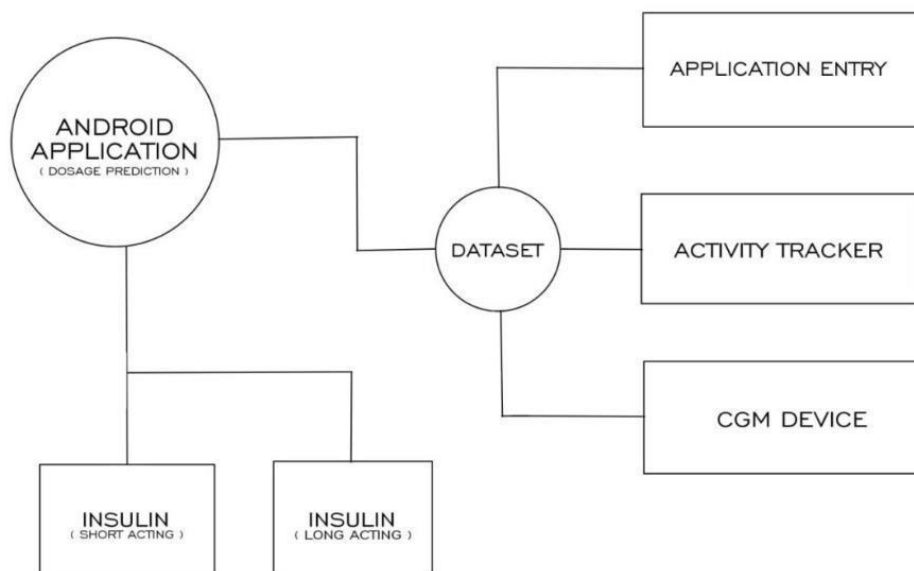 ANDROID
APPLICATION
( DOSAGE PREDICTION )
DATASET
APPLICATION ENTRY
ACTIVITY TRACKER
CGM DEVICE
INSULIN
( SHORT ACTING )
INSULIN
( LONG ACTING )